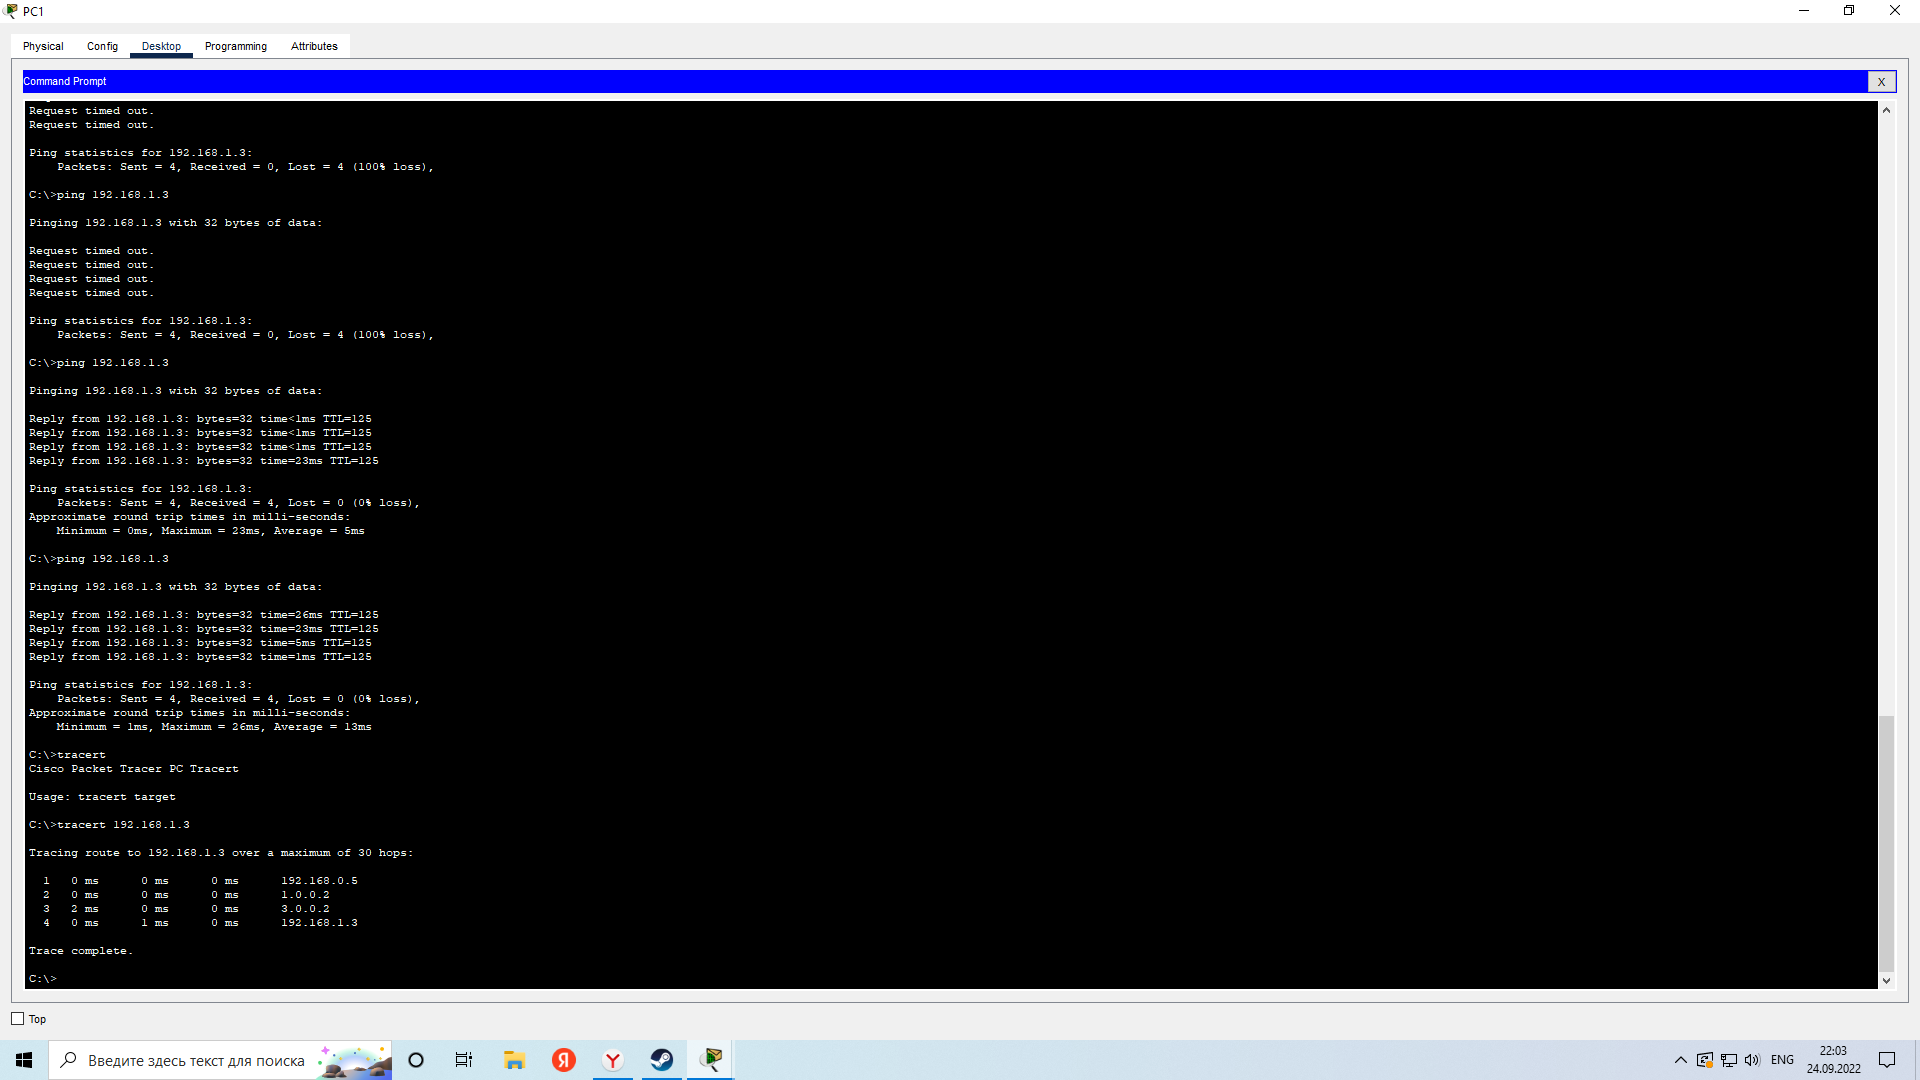 PC1
Physical Config Desktop Programming Attributes
Command Prompt
X
Request timed out.
Request timed out.
Ping statistics for 192.168.1.3:
Packets: Sent = 4, Received = 0, Lost = 4 (100% loss),
C:\>ping 192.168.1.3
Pinging 192.168.1.3 with 32 bytes of data:
Request timed out.
Request timed out.
Request timed out.
Request timed out.
Ping statistics for 192.168.1.3:
Packets: Sent = 4, Received = 0, Lost = 4 (100% loss),
C:\>ping 192.168.1.3
Pinging 192.168.1.3 with 32 bytes of data:
Reply from 192.168.1.3: bytes=32 time<1ms TTL=125
Reply from 192.168.1.3: bytes=32 time<1ms TTL=125
Reply from 192.168.1.3: bytes=32 time<1ms TTL=125
Reply from 192.168.1.3: bytes=32 time=23ms TTL=125
Ping statistics for 192.168.1.3:
Packets: Sent = 4, Received = 4, Lost = 0 (0% loss),
Approximate round trip times in milli-seconds:
Minimum = 0ms, Maximum = 23ms, Average = 5ms
C:\>ping 192.168.1.3
Pinging 192.168.1.3 with 32 bytes of data:
Reply from 192.168.1.3: bytes=32 time=26ms TTL=125
Reply from 192.168.1.3: bytes=32 time=23ms TTL=125
Reply from 192.168.1.3: bytes=32 time=5ms TTL=125
Reply from 192.168.1.3: bytes=32 time=1ms TTL=125
Ping statistics for 192.168.1.3:
Packets: Sent = 4, Received = 4, Lost = 0 (0% loss),
Approximate round trip times in milli-seconds:
Minimum = 1ms, Maximum = 26ms, Average = 13ms
C:\>tracert
Cisco Packet Tracer PC Tracert
Usage: tracert target
C:\>tracert 192.168.1.3
Tracing route to 192.168.1.3 over a maximum of 30 hops:
1 0 ms 0 ms 0 ms 192.168.0.5
2 0 ms 0 ms 0 ms 1.0.0.2
3 2 ms 0 ms 0 ms 3.0.0.2
4 0 ms 1 ms 0 ms 192.168.1.3
Trace complete.
C:\>
Top
Введите здесь текст для поиска
Я
Y
ENG
22:03
24.09.2022